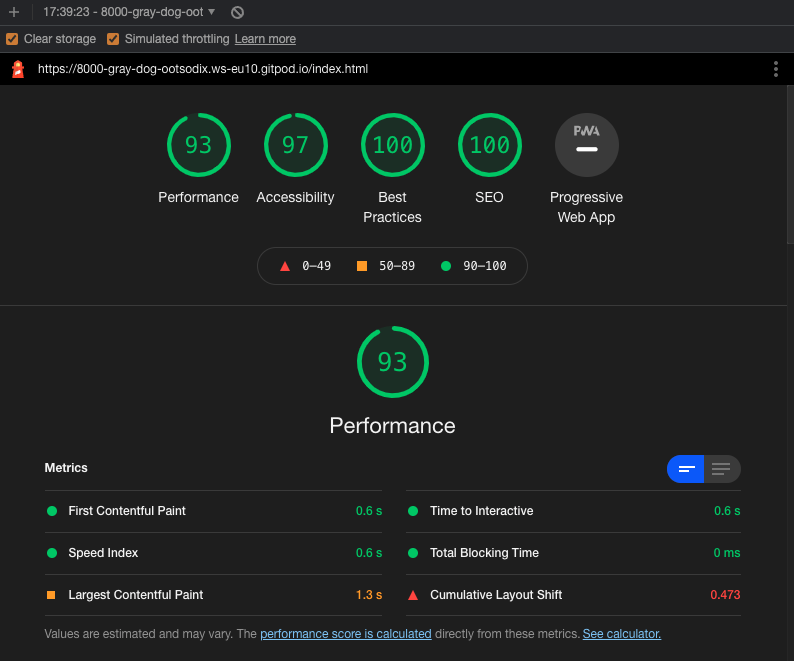 17:39:23 - 8000-gray-dog-oot
Clear storage Simulated throttling Learn more
https://8000-gray-dog-ootsodix.ws-eu10.gitpod.io/index.html
93 97 100 100 PWA
Performance Accessibility Best Practices SEO Progressive Web App
0–49 50–89 90–100
93
Performance
Metrics
First Contentful Paint 0.6 s Time to Interactive 0.6 s
Speed Index 0.6 s Total Blocking Time 0 ms
Largest Contentful Paint 1.3 s Cumulative Layout Shift 0.473
Values are estimated and may vary. The performance score is calculated directly from these metrics. See calculator.